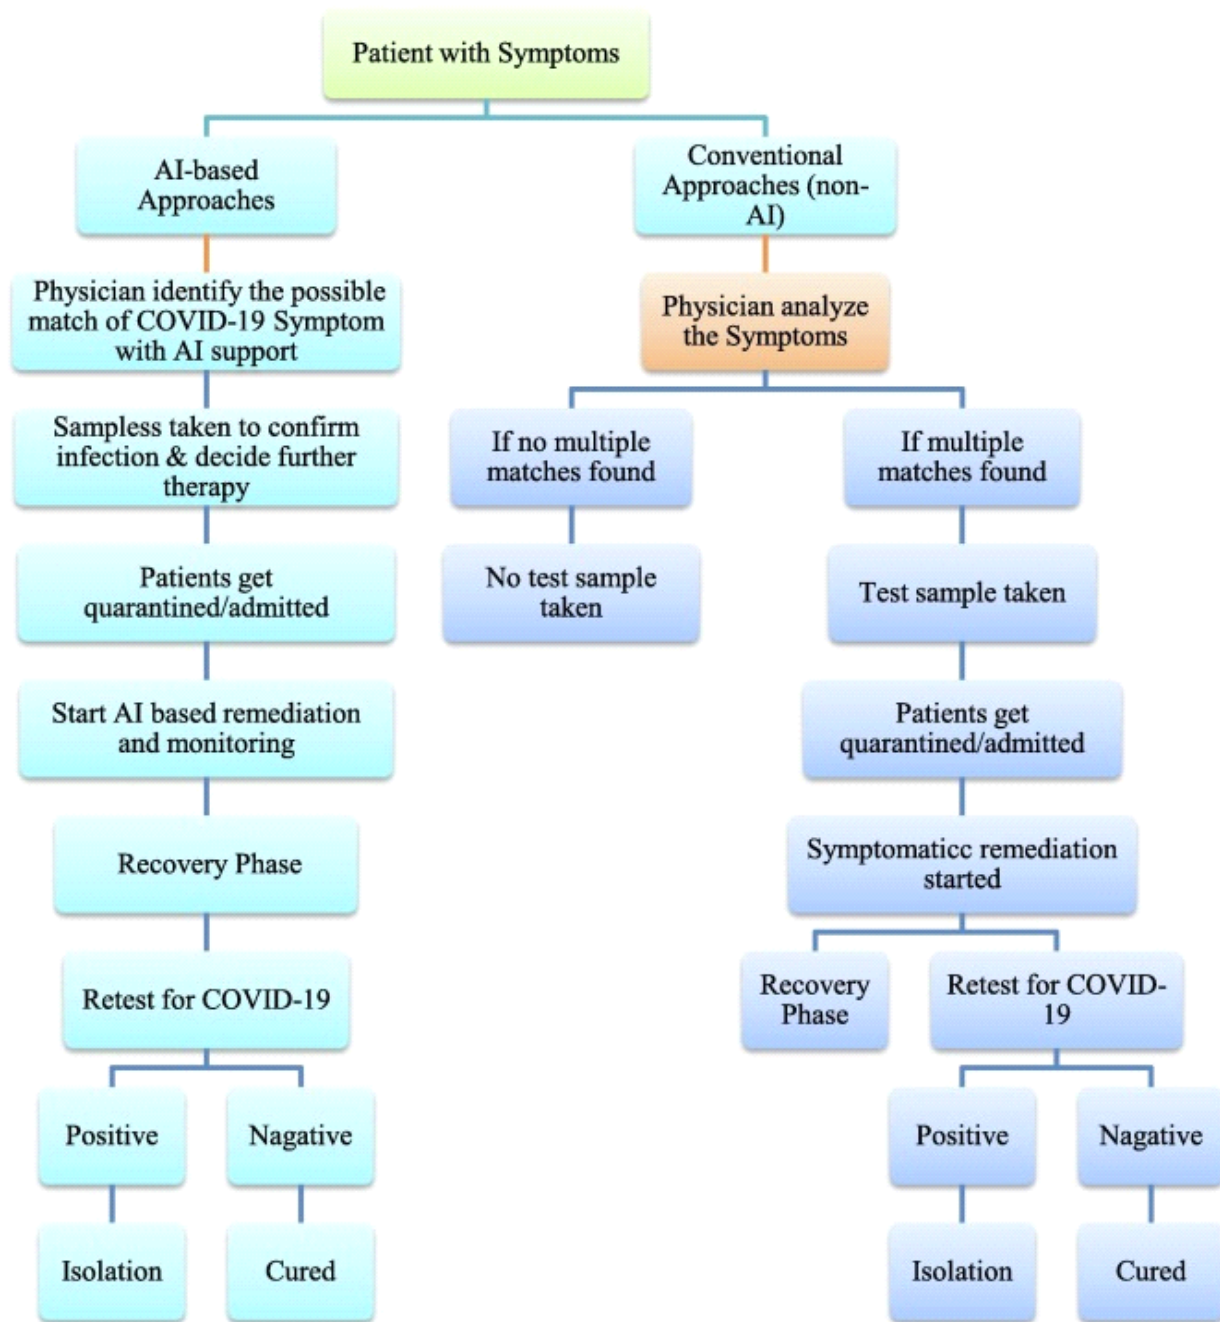 Patient with Symptoms
AI-based
Approaches
Conventional
Approaches (non-
AI)
Physician identify the possible
match of COVID-19 Symptom
with AI support
Physician analyze
the Symptoms
Sampless taken to confirm
infection & decide further
therapy
If no multiple
matches found
If multiple
matches found
Patients get
quarantined/admitted
No test sample
taken
Test sample taken
Start AI based remediation
and monitoring
Patients get
quarantined/admitted
Recovery Phase
Symptomaticc remediation
started
Retest for COVID-19
Recovery
Phase
Retest for COVID-
19
Positive
Nagative
Positive
Nagative
Isolation
Cured
Isolation
Cured